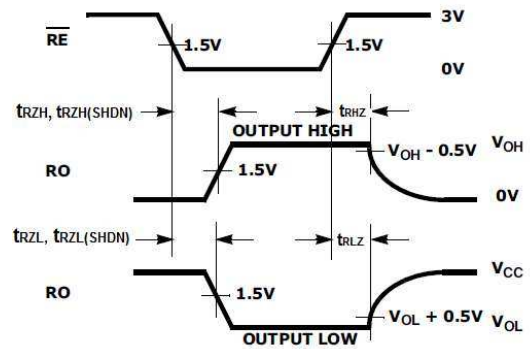 3V
RE
1.5V
1.5V
0V
tRZH, tRZH(SHDN)
tRHZ
OUTPUT HIGH
VOH - 0.5V
VOH
RO
1.5V
0V
tRZL, tRZL(SHDN)
tRLZ
VCC
RO
1.5V
VOL + 0.5V
VOL
OUTPUT LOW